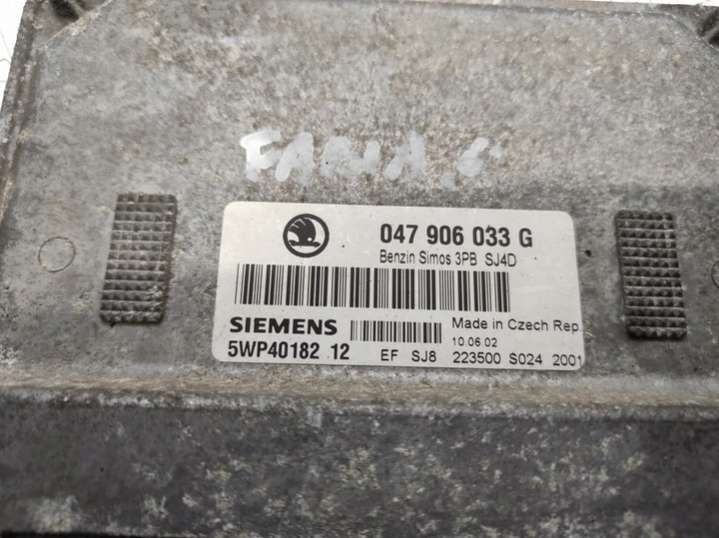 FABIA
047 906 033 G
Benzin Simos 3PB SJ4D
SIEMENS
Made in Czech Rep
5WP40182 12
10.06.02
EF SJ8 223500 S024 2001